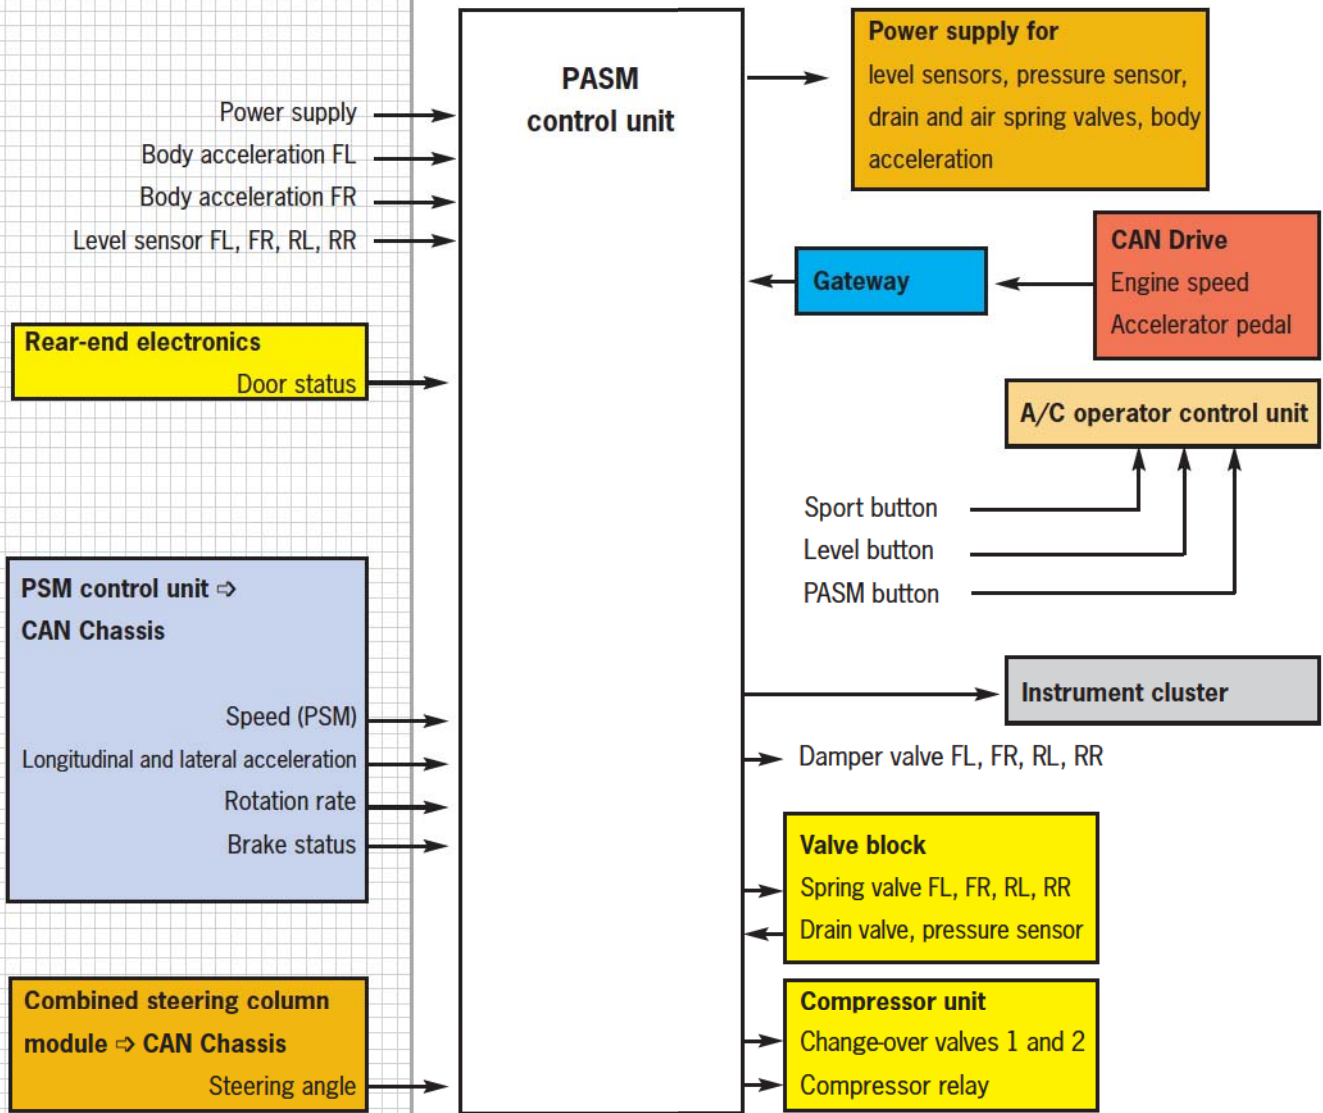 PASM
control unit
Power supply
Body acceleration FL
Body acceleration FR
Level sensor FL, FR, RL, RR
Rear-end electronics
Door status
PSM control unit ➩
CAN Chassis
Speed (PSM)
Longitudinal and lateral acceleration
Rotation rate
Brake status
Combined steering column
module ➩ CAN Chassis
Steering angle
Power supply for
level sensors, pressure sensor,
drain and air spring valves, body
acceleration
Gateway
CAN Drive
Engine speed
Accelerator pedal
A/C operator control unit
Sport button
Level button
PASM button
Instrument cluster
Damper valve FL, FR, RL, RR
Valve block
Spring valve FL, FR, RL, RR
Drain valve, pressure sensor
Compressor unit
Change-over valves 1 and 2
Compressor relay